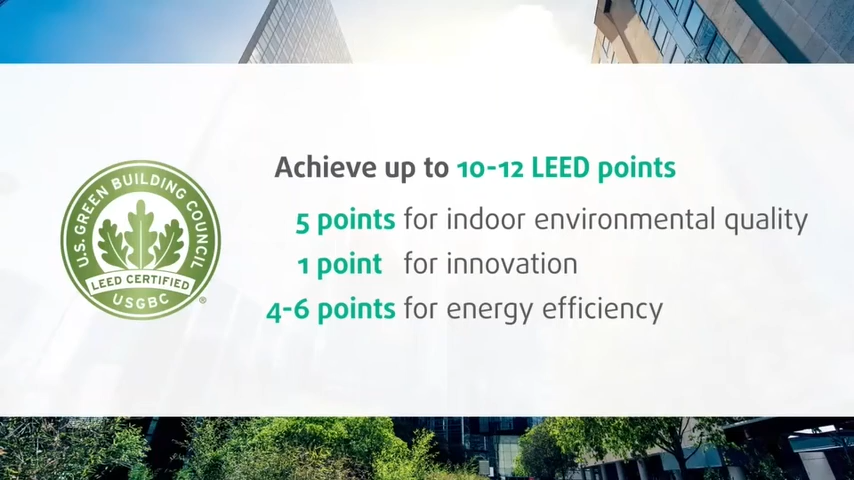 U.S. GREEN BUILDING COUNCIL
LEED CERTIFIED
USGBC
®
Achieve up to 10-12 LEED points
5 points for indoor environmental quality
1 point for innovation
4-6 points for energy efficiency